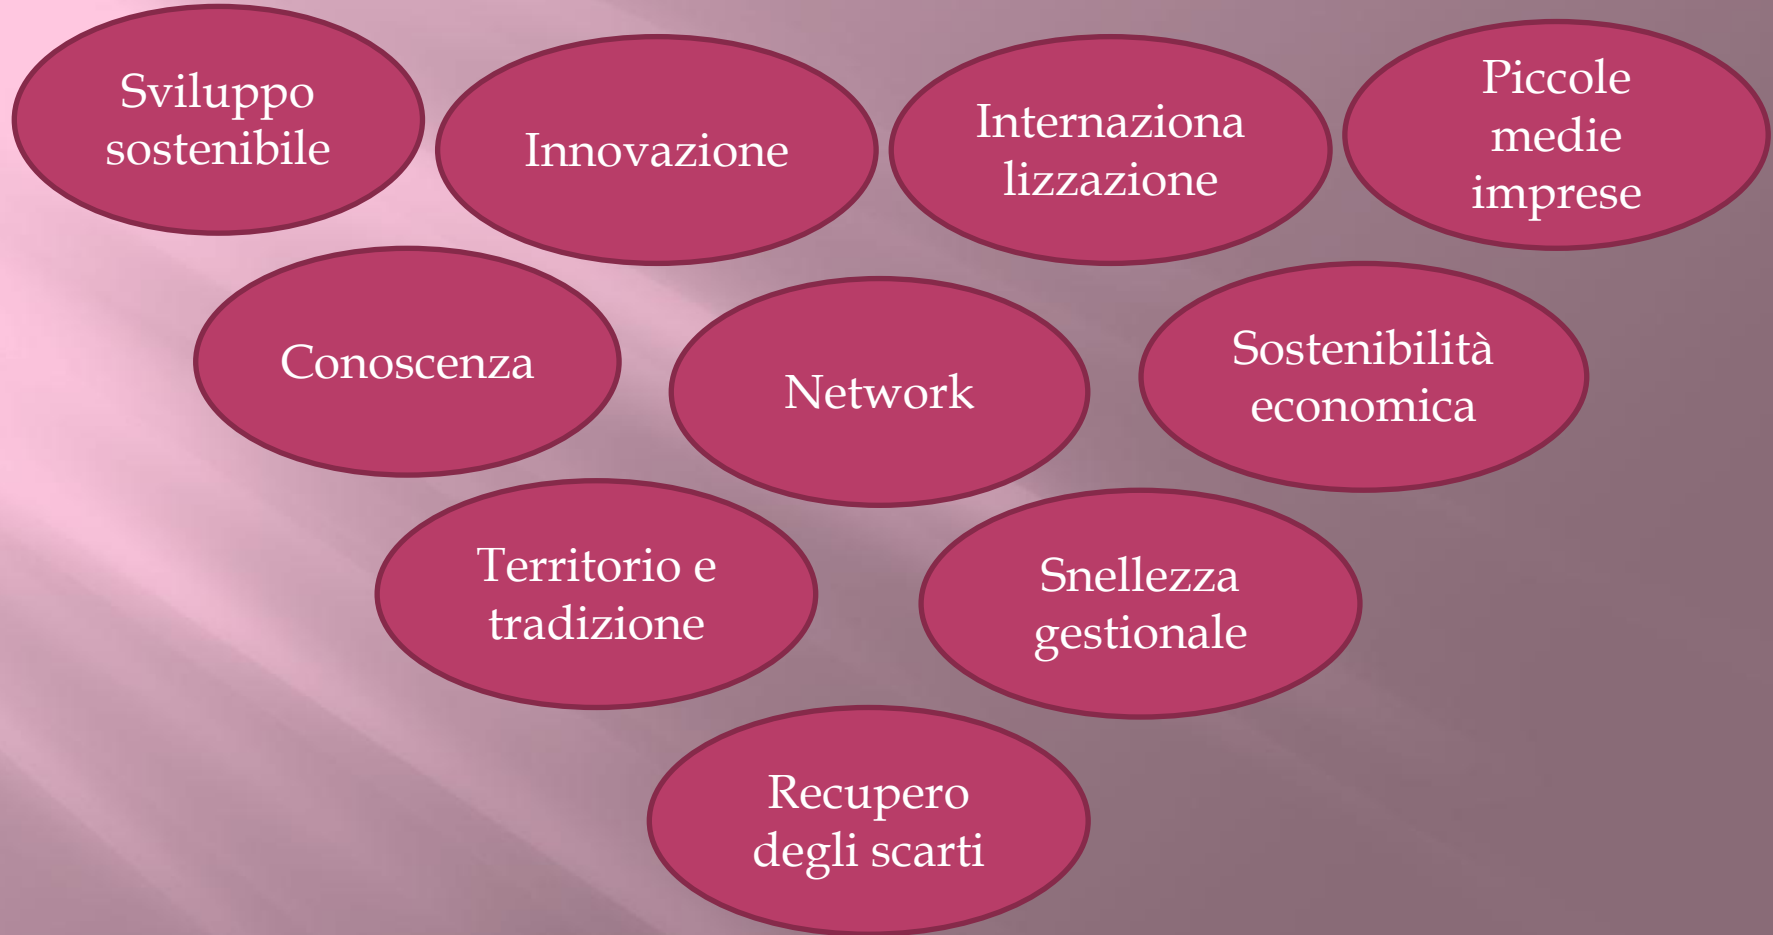 Sviluppo
sostenibile
Innovazione
Internaziona
lizzazione
Piccole
medie
imprese
Conoscenza
Network
Sostenibilità
economica
Territorio e
tradizione
Snellezza
gestionale
Recupero
degli scarti